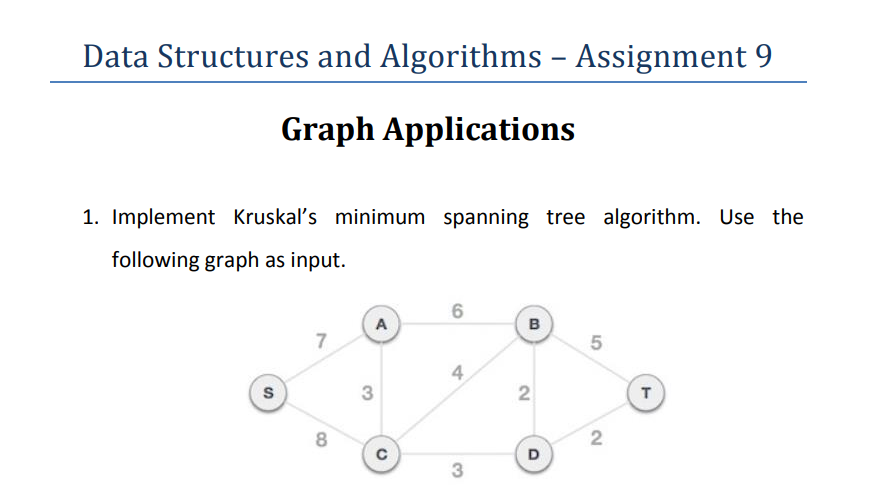 Data Structures and Algorithms – Assignment 9
Graph Applications
1. Implement Kruskal’s minimum spanning tree algorithm. Use the
following graph as input.
6
A
B
7
5
4
S
3
2
T
8
2
C
D
3